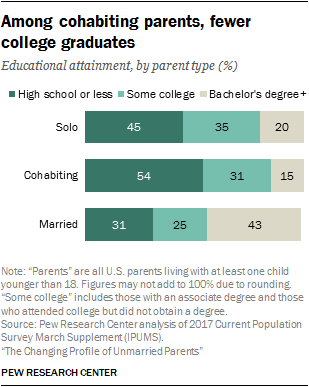 Among cohabiting parents, fewer
college graduates
Educational attainment, by parent type (%)
High school or less Some college Bachelor's degree+
Solo 45 35 20
Cohabiting 54 31 15
Married 31 25 43
Note: “Parents” are all U.S. parents living with at least one child
younger than 18. Figures may not add to 100% due to rounding.
“Some college” includes those with an associate degree and those
who attended college but did not obtain a degree.
Source: Pew Research Center analysis of 2017 Current Population
Survey March Supplement (IPUMS).
“The Changing Profile of Unmarried Parents”
PEW RESEARCH CENTER